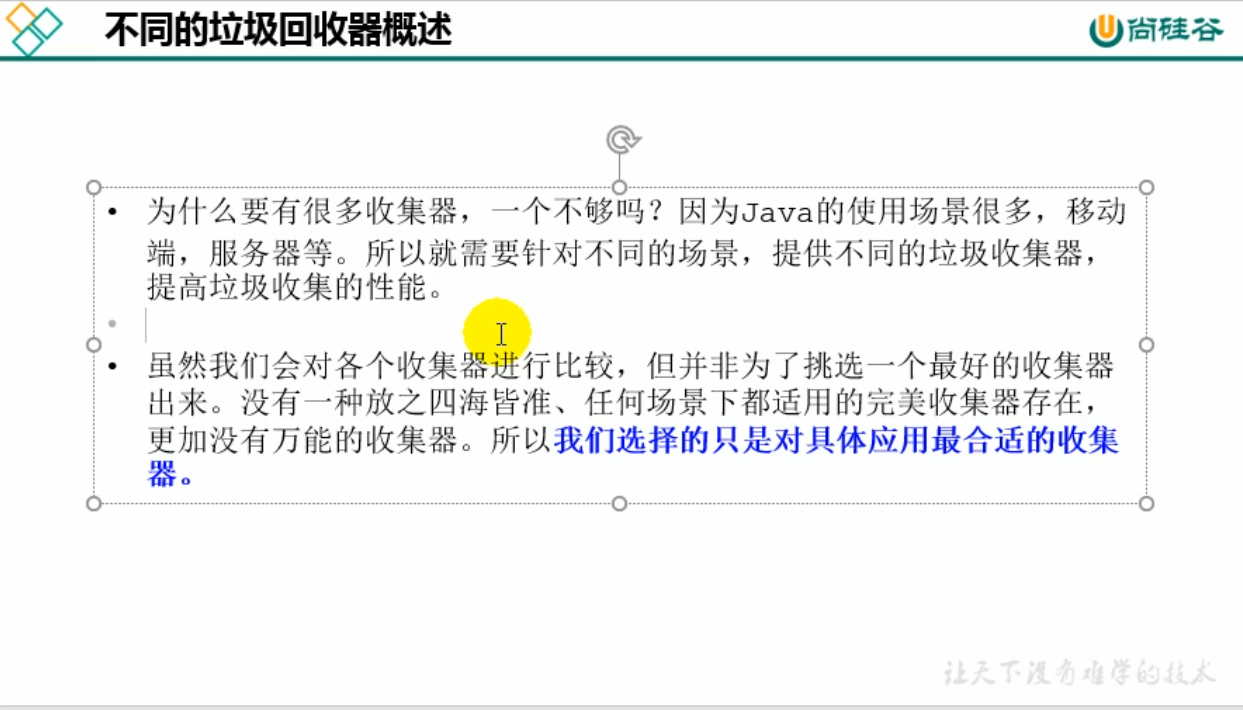 不同的垃圾回收器概述
尚硅谷
• 为什么要有很多收集器，一个不够吗？因为Java的使用场景很多，移动
端，服务器等。所以就需要针对不同的场景，提供不同的垃圾收集器，
提高垃圾收集的性能。
• 虽然我们会对各个收集器进行比较，但并非为了挑选一个最好的收集器
出来。没有一种放之四海皆准、任何场景下都适用的完美收集器存在，
更加没有万能的收集器。所以我们选择的只是对具体应用最合适的收集
器。
让天下没有难学的技术